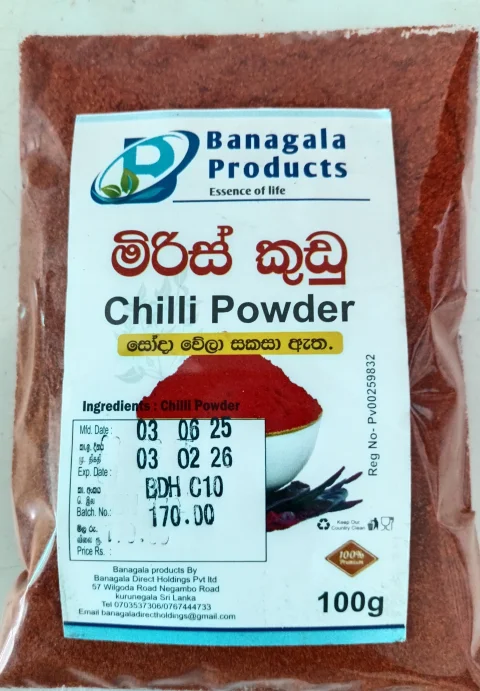 Banagala
Products
Essence of life
මිරිස් කුඩු
Chilli Powder
සෝදා වේලා සකසා ඇත.
Ingredients : Chilli Powder
Mfd. Date : 03 06 25
Exp. Date : 03 02 26
Batch. No.: BDH C10
170.00
Price Rs. :
Reg No- Pv00259832
Keep Our
Country Clean
100%
Premium
Banagala products By
Banagala Direct Holdings Pvt ltd
57 Wilgoda Road Negambo Road
kurunegala Sri Lanka
Tel 0703537306/0767444733
Email banagaladirectholdings@gmail.com
100g